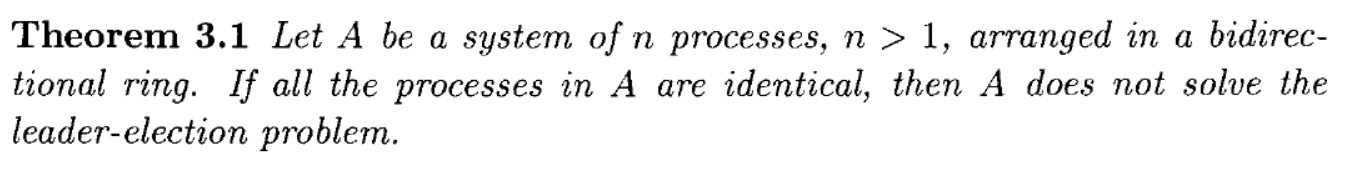 Theorem 3.1 Let A be a system of n processes, n > 1, arranged in a bidirec-
tional ring. If all the processes in A are identical, then A does not solve the
leader-election problem.